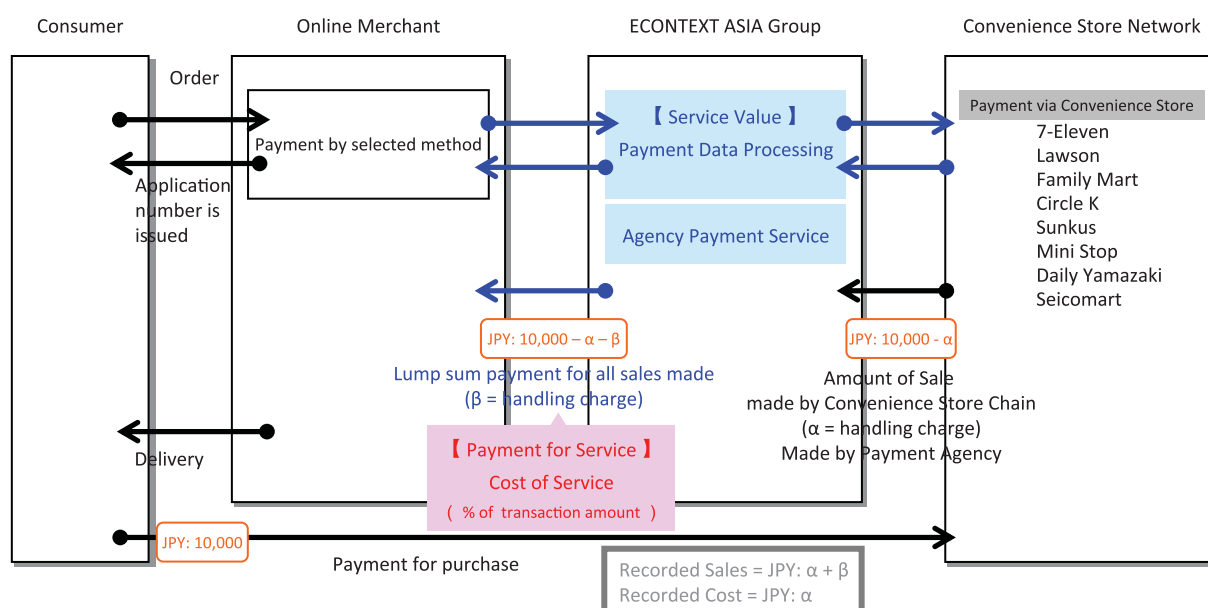 Consumer
Online Merchant
ECONTEXT ASIA Group
Convenience Store Network
Order
Payment by selected method
Application
number is
issued
【 Service Value 】
Payment Data Processing
Agency Payment Service
Payment via Convenience Store
7-Eleven
Lawson
Family Mart
Circle K
Sunkus
Mini Stop
Daily Yamazaki
Seicomart
JPY: 10,000 – α – β
JPY: 10,000 - α
Lump sum payment for all sales made
(β = handling charge)
Amount of Sale
made by Convenience Store Chain
(α = handling charge)
Made by Payment Agency
Delivery
【 Payment for Service 】
Cost of Service
( % of transaction amount )
JPY: 10,000
Payment for purchase
Recorded Sales = JPY: α + β
Recorded Cost = JPY: α